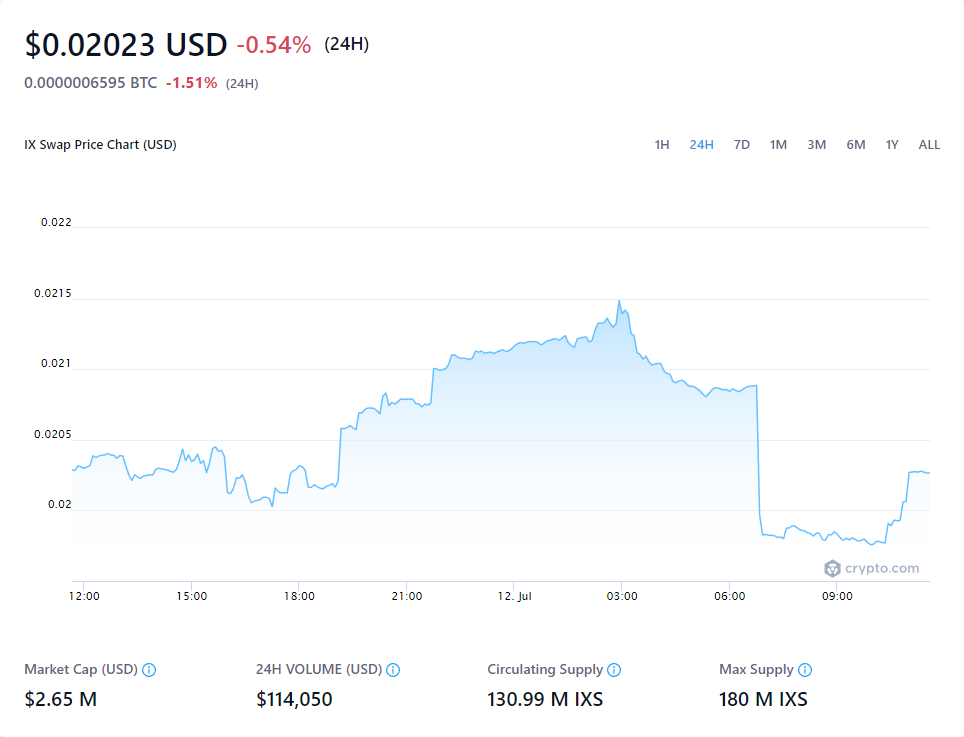 $0.02023 USD -0.54% (24H)
0.0000006595 BTC -1.51% (24H)
IX Swap Price Chart (USD) 1H 24H 7D 1M 3M 6M 1Y ALL
0.022
0.0215
0.021
0.0205
0.02
crypto.com
12:00 15:00 18:00 21:00 12. Jul 03:00 06:00 09:00
Market Cap (USD) 24H VOLUME (USD) Circulating Supply Max Supply
$2.65 M $114,050 130.99 M IXS 180 M IXS